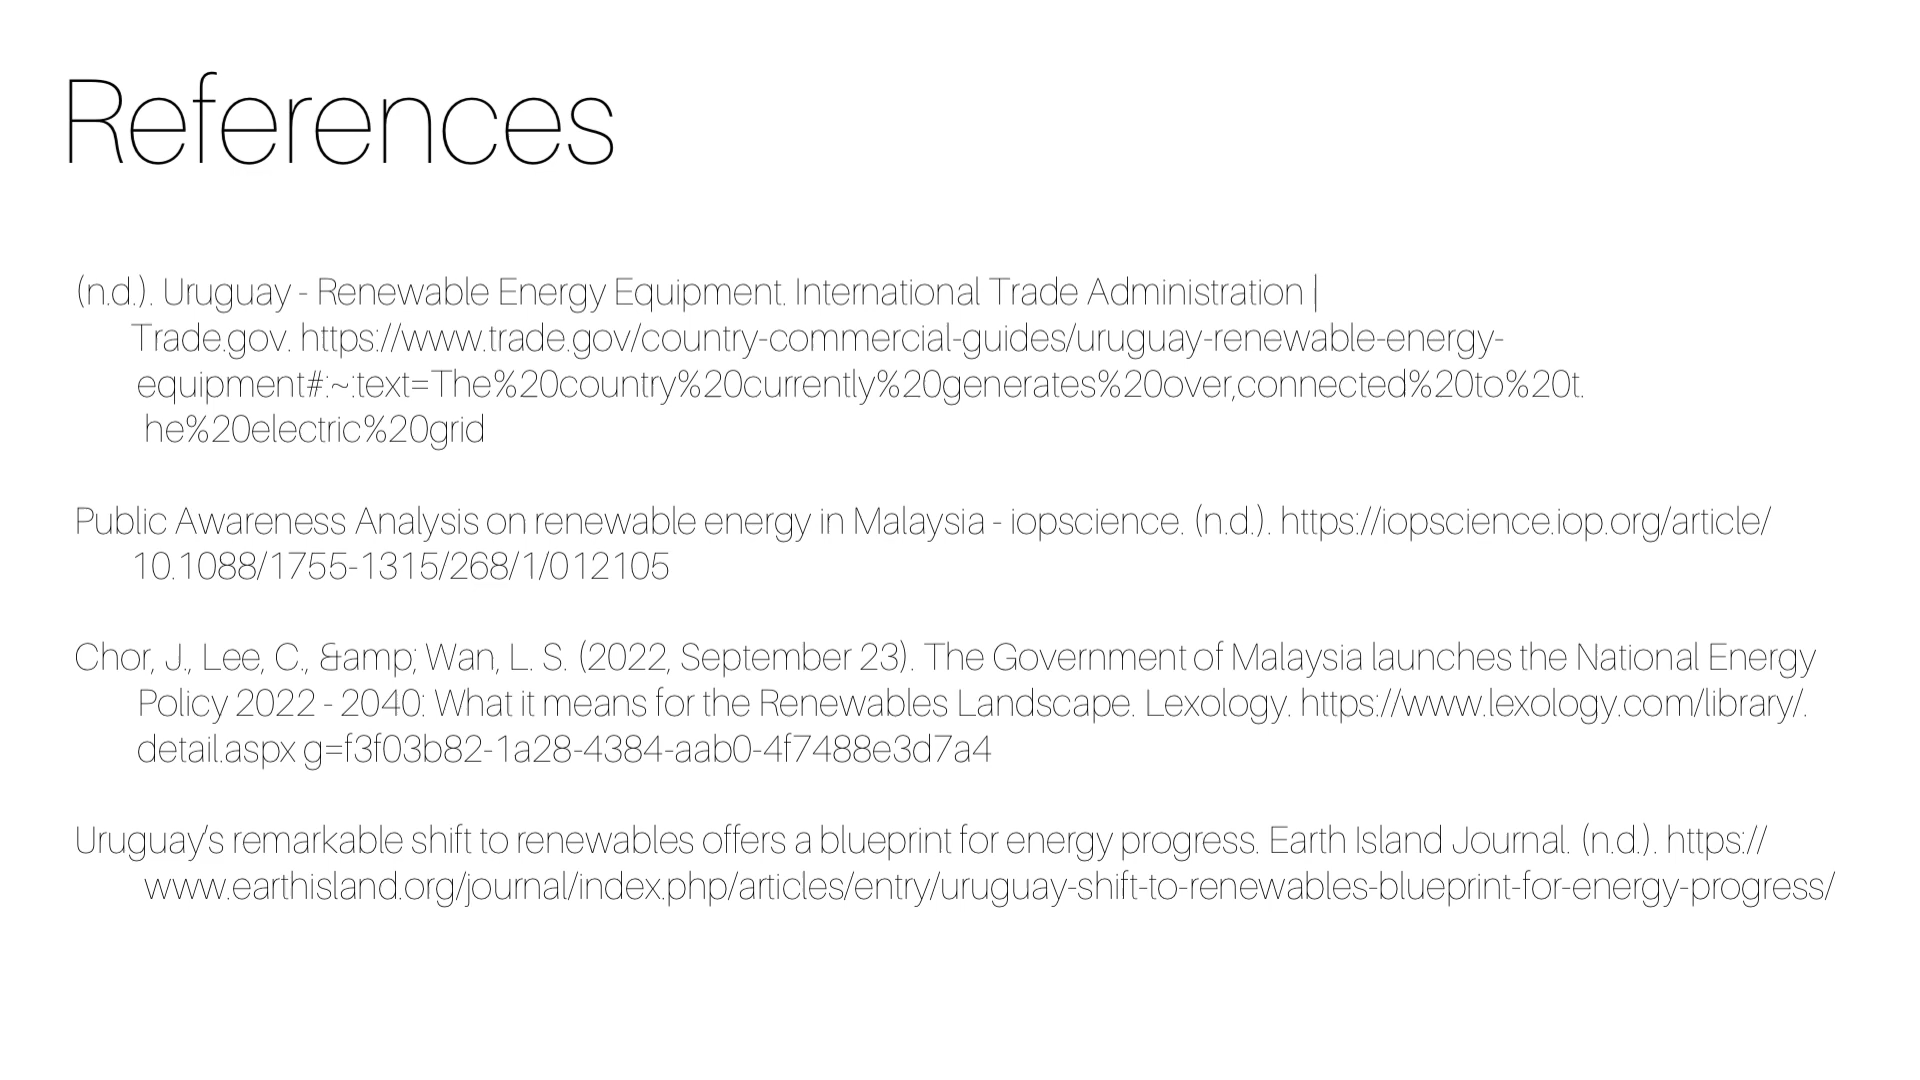 References
(n.d.). Uruguay - Renewable Energy Equipment. International Trade Administration |
Trade.gov. https://www.trade.gov/country-commercial-guides/uruguay-renewable-energy-
equipment#:~:text=The%20country%20currently%20generates%20over,connected%20to%20t.
he%20electric%20grid
Public Awareness Analysis on renewable energy in Malaysia - iopscience. (n.d.). https://iopscience.iop.org/article/
10.1088/1755-1315/268/1/012105
Chor, J., Lee, C., &amp; Wan, L. S. (2022, September 23). The Government of Malaysia launches the National Energy
Policy 2022 - 2040: What it means for the Renewables Landscape. Lexology. https://www.lexology.com/library/.
detail.aspx g=f3f03b82-1a28-4384-aab0-4f7488e3d7a4
Uruguay's remarkable shift to renewables offers a blueprint for energy progress. Earth Island Journal. (n.d.). https://
www.earthisland.org/journal/index.php/articles/entry/uruguay-shift-to-renewables-blueprint-for-energy-progress/